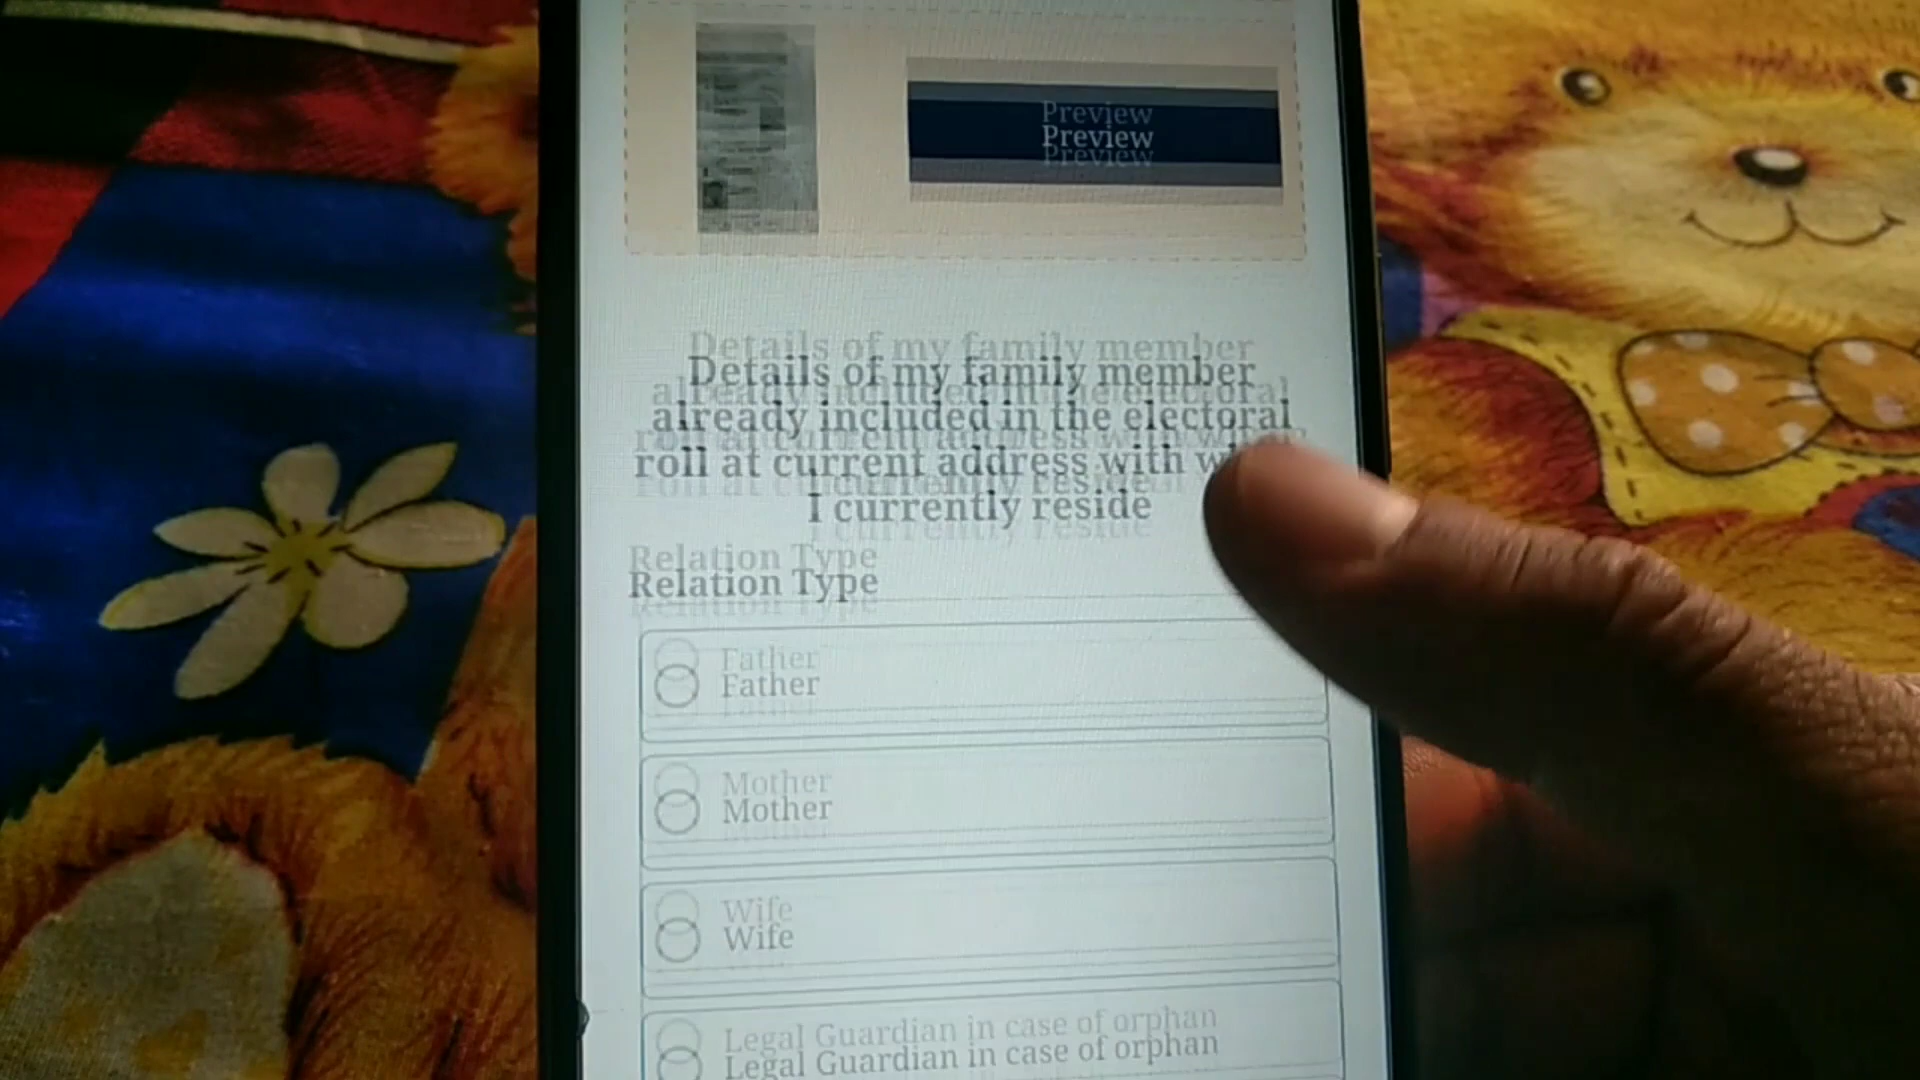 Preview
Details of my family member
already included in the electoral
roll at current address with
I currently reside
Relation Type
Father
Mother
Wife
Legal Guardian in case of orphan